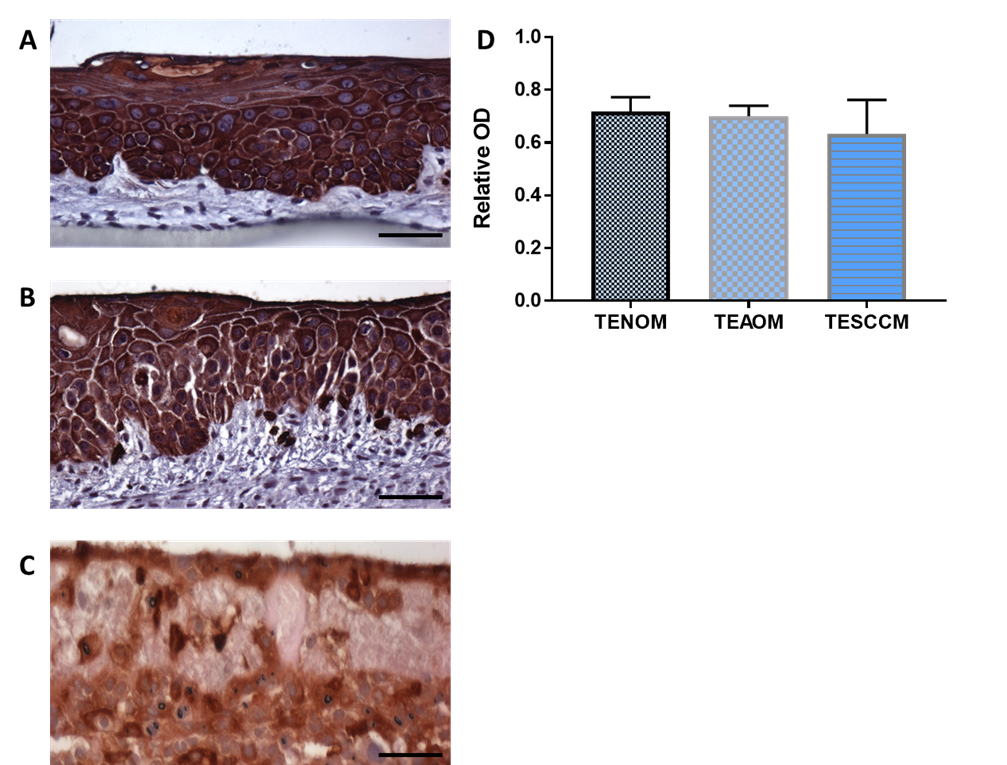 A
B
C
D
Relative OD
1.0
0.8
0.6
0.4
0.2
0.0
TENOM TEAOM TESCCM